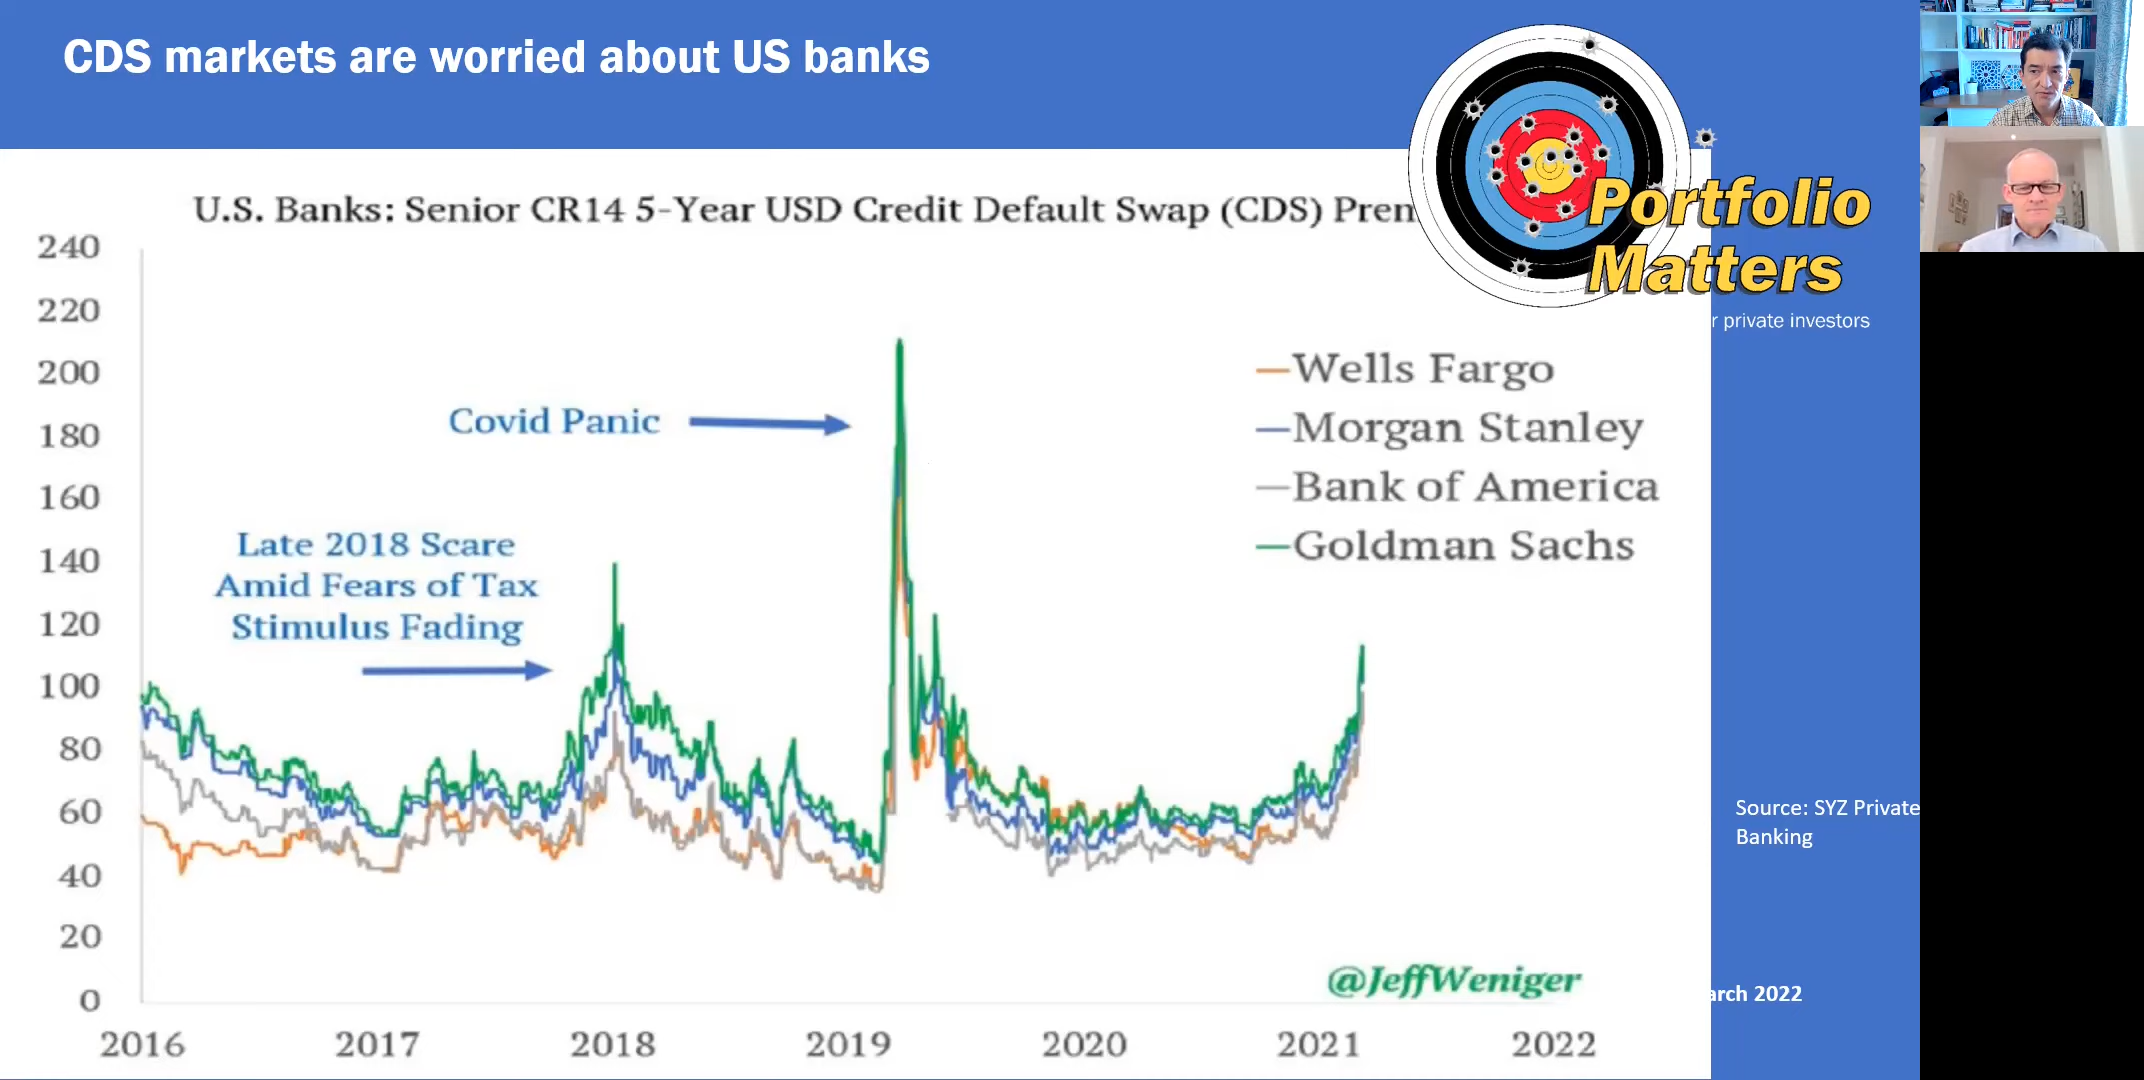 CDS markets are worried about US banks
U.S. Banks: Senior CR14 5-Year USD Credit Default Swap (CDS)
Portfolio
Matters
private investors
240
220
200
180
160
140
120
100
80
60
40
20
0
Covid Panic
Late 2018 Scare
Amid Fears of Tax
Stimulus Fading
Wells Fargo
Morgan Stanley
Bank of America
Goldman Sachs
Source: SYZ Private
Banking
@JeffWeniger
2022
2016 2017 2018 2019 2020 2021 2022